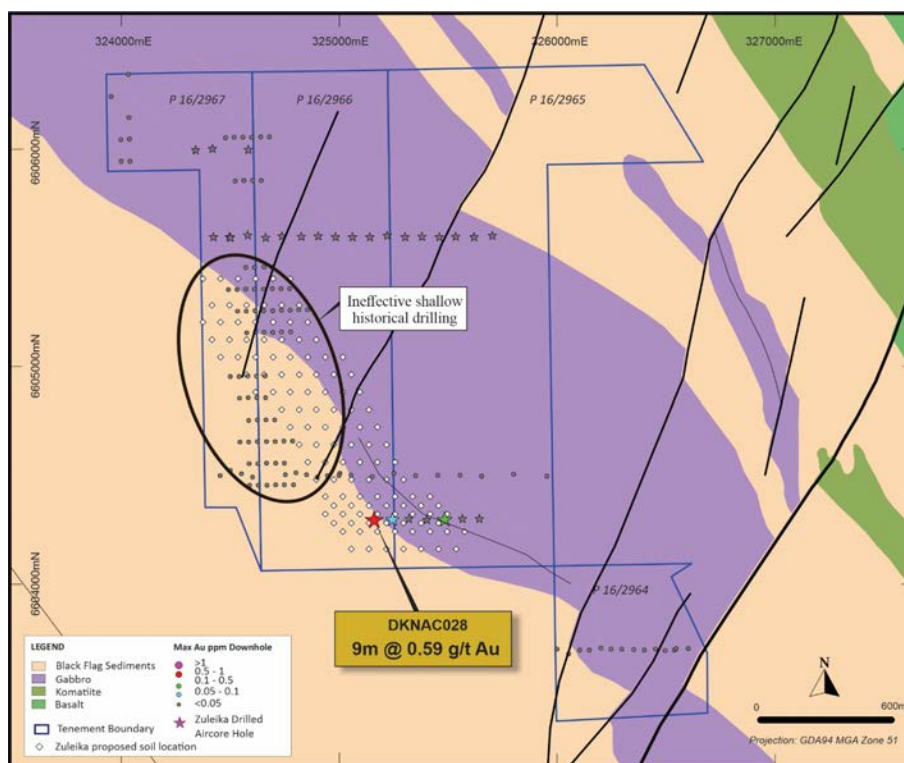 324000mE
325000mE
326000mE
327000mE
P 16/2967
P 16/2966
P 16/2965
6606000mN
Ineffective shallow
historical drilling
6605000mN
6604000mN
P 16/2964
DKNAC028
9m @ 0.59 g/t Au
LEGEND
Black Flag Sediments
Gabbro
Komatiite
Basalt
Tenement Boundary
Zuleika proposed soil location
Max Au ppm Downhole
>1
0.5 - 1
0.1 - 0.5
0.05 - 0.1
<0.05
Zuleika Drilled
Aircore Hole
N
600m
Projection: GDA94 MGA Zone 51